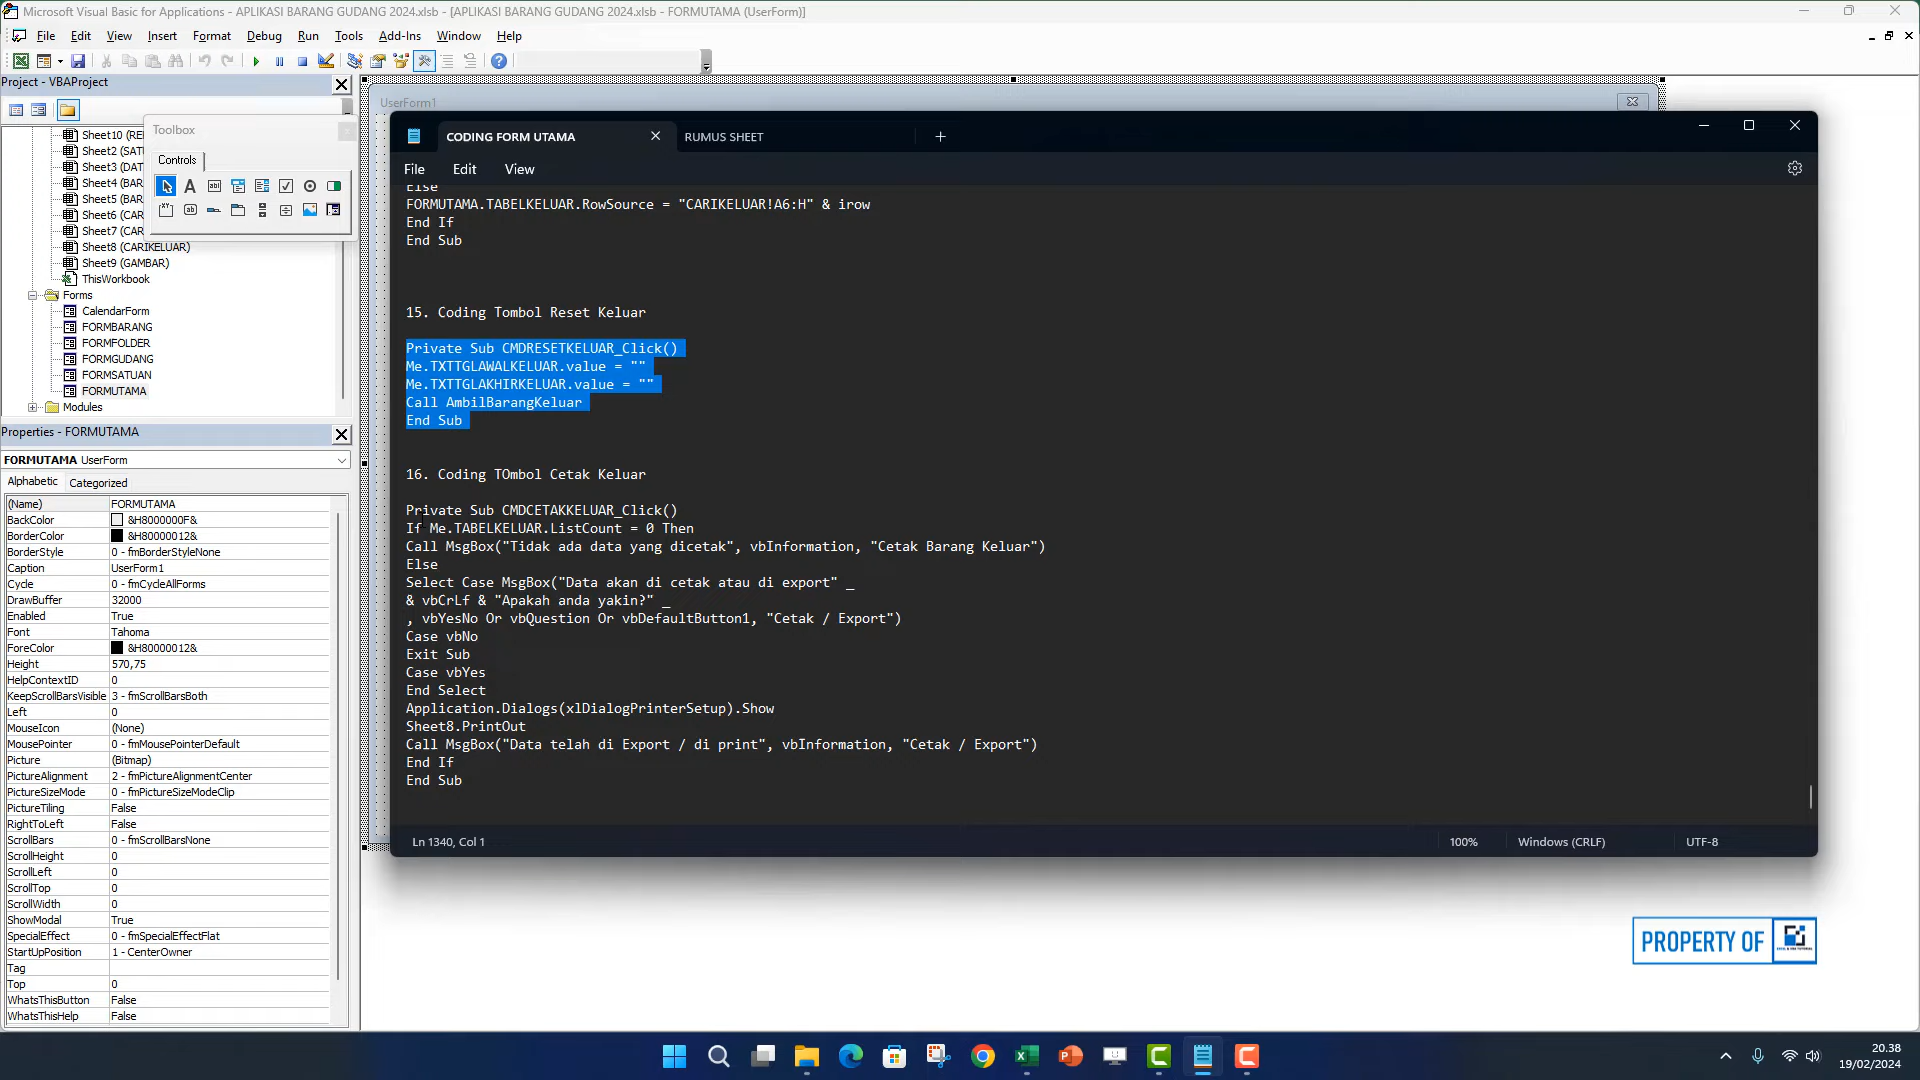 Microsoft Visual Basic for Applications - APLIKASI BARANG GUDANG 2024.xlsb - [APLIKASI BARANG GUDANG 2024.xlsb - FORMUTAMA (UserForm)]
File Edit View Insert Format Debug Run Tools Add-Ins Window Help
Project - VBAProject
Toolbox
Controls
Sheet10 (RE
Sheet2 (SAT
Sheet3 (DAT
Sheet4 (BAR
Sheet5 (BAR
Sheet6 (CAR
Sheet7 (CAR
Sheet8 (CARIKELUAR)
Sheet9 (GAMBAR)
ThisWorkbook
Forms
CalendarForm
FORMBARANG
FORMFOLDER
FORMGUDANG
FORMSATUAN
FORMUTAMA
Modules
Properties - FORMUTAMA
FORMUTAMA UserForm
Alphabetic Categorized
(Name) FORMUTAMA
BackColor &H8000000F&
BorderColor &H80000012&
BorderStyle 0 - fmBorderStyleNone
Caption UserForm1
Cycle 0 - fmCycleAllForms
DrawBuffer 32000
Enabled True
Font Tahoma
ForeColor &H80000012&
Height 570,75
HelpContextID 0
KeepScrollBarsVisible 3 - fmScrollBarsBoth
Left 0
MouseIcon (None)
MousePointer 0 - fmMousePointerDefault
Picture (Bitmap)
PictureAlignment 2 - fmPictureAlignmentCenter
PictureSizeMode 0 - fmPictureSizeModeClip
PictureTiling False
RightToLeft False
ScrollBars 0 - fmScrollBarsNone
ScrollHeight 0
ScrollLeft 0
ScrollTop 0
ScrollWidth 0
ShowModal True
SpecialEffect 0 - fmSpecialEffectFlat
StartUpPosition 1 - CenterOwner
Tag
Top 0
WhatsThisButton False
WhatsThisHelp False
UserForm1
CODING FORM UTAMA RUMUS SHEET
File Edit View
Else
FORMUTAMA.TABELKELUAR.RowSource = "CARIKELUAR!A6:H" & irow
End If
End Sub
15. Coding Tombol Reset Keluar
Private Sub CMDRESETKELUAR_Click()
Me.TXTTGLAWALKELUAR.value = ""
Me.TXTTGLAKHIRKELUAR.value = ""
Call AmbilBarangKeluar
End Sub
16. Coding TOmbol Cetak Keluar
Private Sub CMDCETAKKELUAR_Click()
If Me.TABELKELUAR.ListCount = 0 Then
Call MsgBox("Tidak ada data yang dicetak", vbInformation, "Cetak Barang Keluar")
Else
Select Case MsgBox("Data akan di cetak atau di export" _
& vbCrLf & "Apakah anda yakin?" _
, vbYesNo Or vbQuestion Or vbDefaultButton1, "Cetak / Export")
Case vbNo
Exit Sub
Case vbYes
End Select
Application.Dialogs(xlDialogPrinterSetup).Show
Sheet8.PrintOut
Call MsgBox("Data telah di Export / di print", vbInformation, "Cetak / Export")
End If
End Sub
Ln 1340, Col 1 100% Windows (CRLF) UTF-8
PROPERTY OF
20.38
19/02/2024